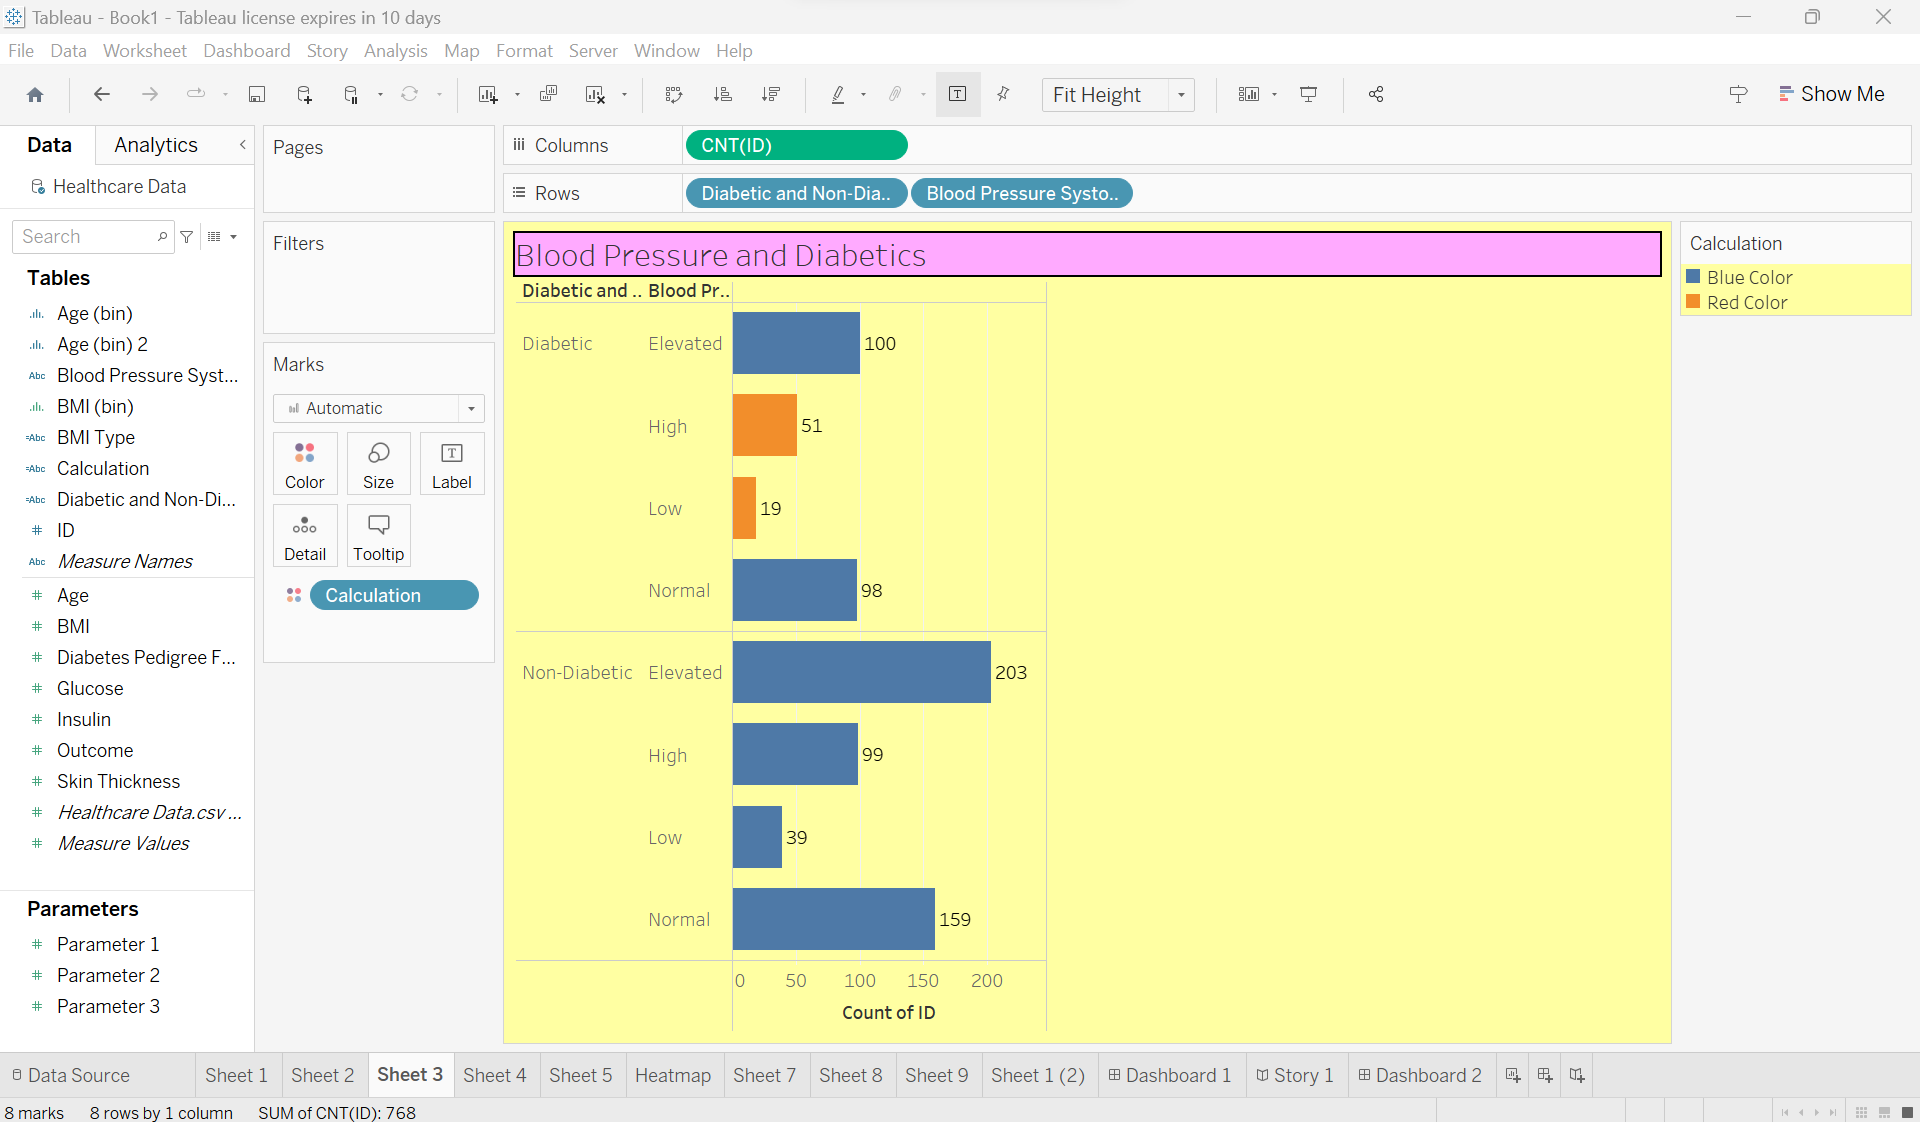 Tableau - Book1 - Tableau license expires in 10 days
File Data Worksheet Dashboard Story Analysis Map Format Server Window Help
Fit Height
Show Me
Data Analytics
Healthcare Data
Search
Tables
Age (bin)
Age (bin) 2
Abc Blood Pressure Syst...
BMI (bin)
=Abc BMI Type
=Abc Calculation
=Abc Diabetic and Non-Di...
# ID
Abc Measure Names
# Age
# BMI
# Diabetes Pedigree F...
# Glucose
# Insulin
# Outcome
# Skin Thickness
# Healthcare Data.csv ...
# Measure Values
Parameters
# Parameter 1
# Parameter 2
# Parameter 3
Pages
Filters
Marks
Automatic
Color Size Label
Detail Tooltip
Calculation
Columns CNT(ID)
Rows Diabetic and Non-Dia.. Blood Pressure Systo..
Blood Pressure and Diabetics
Diabetic and .. Blood Pr..
Diabetic Elevated 100
High 51
Low 19
Normal 98
Non-Diabetic Elevated 203
High 99
Low 39
Normal 159
0 50 100 150 200
Count of ID
Calculation
Blue Color
Red Color
Data Source Sheet 1 Sheet 2 Sheet 3 Sheet 4 Sheet 5 Heatmap Sheet 7 Sheet 8 Sheet 9 Sheet 1 (2) Dashboard 1 Story 1 Dashboard 2
8 marks 8 rows by 1 column SUM of CNT(ID): 768